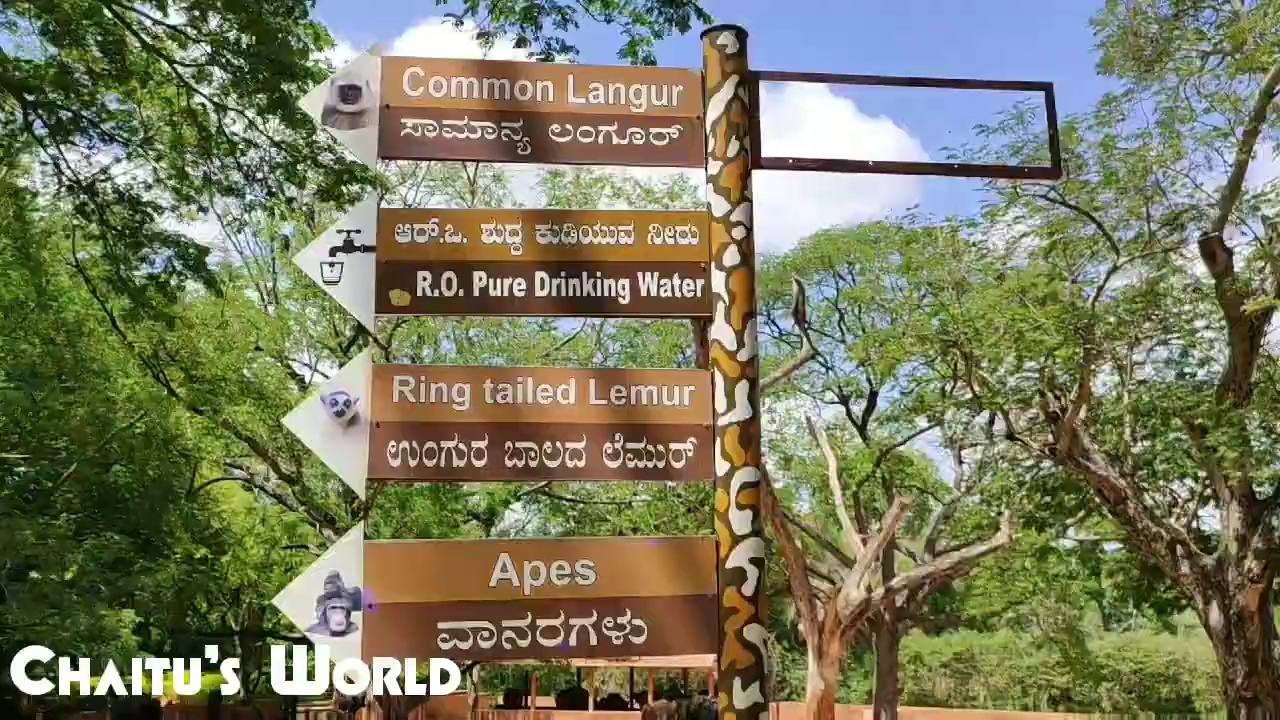 Common Langur
ಸಾಮಾನ್ಯ ಲಂಗೂರ್
ಆರ್.ಒ. ಶುದ್ಧ ಕುಡಿಯುವ ನೀರು
R.O. Pure Drinking Water
Ring tailed Lemur
ಉಂಗುರ ಬಾಲದ ಲೆಮುರ್
Apes
ವಾನರಗಳು
CHAITU'S WORLD